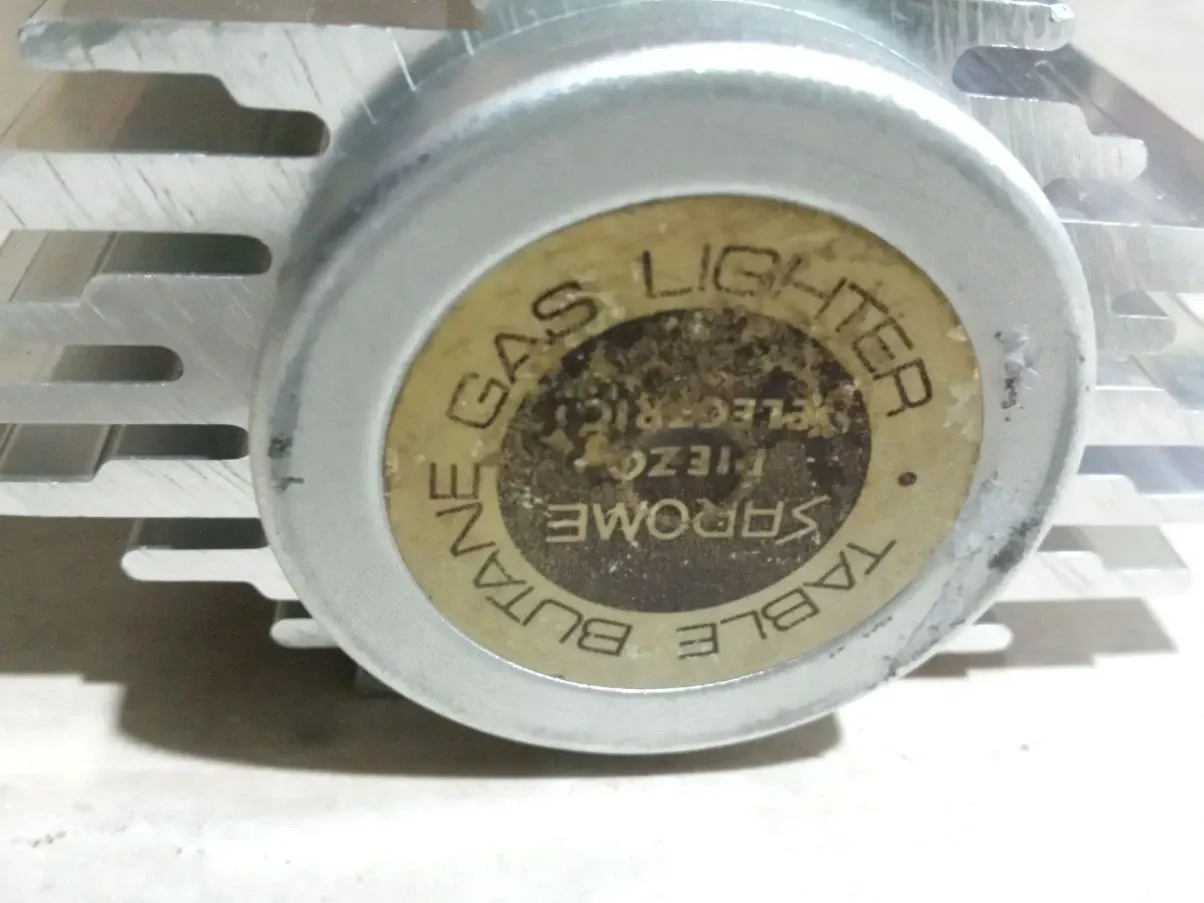 TABLE BUTANE GAS LIGHTER •
SAROME
PIEZO
ELECTRIC